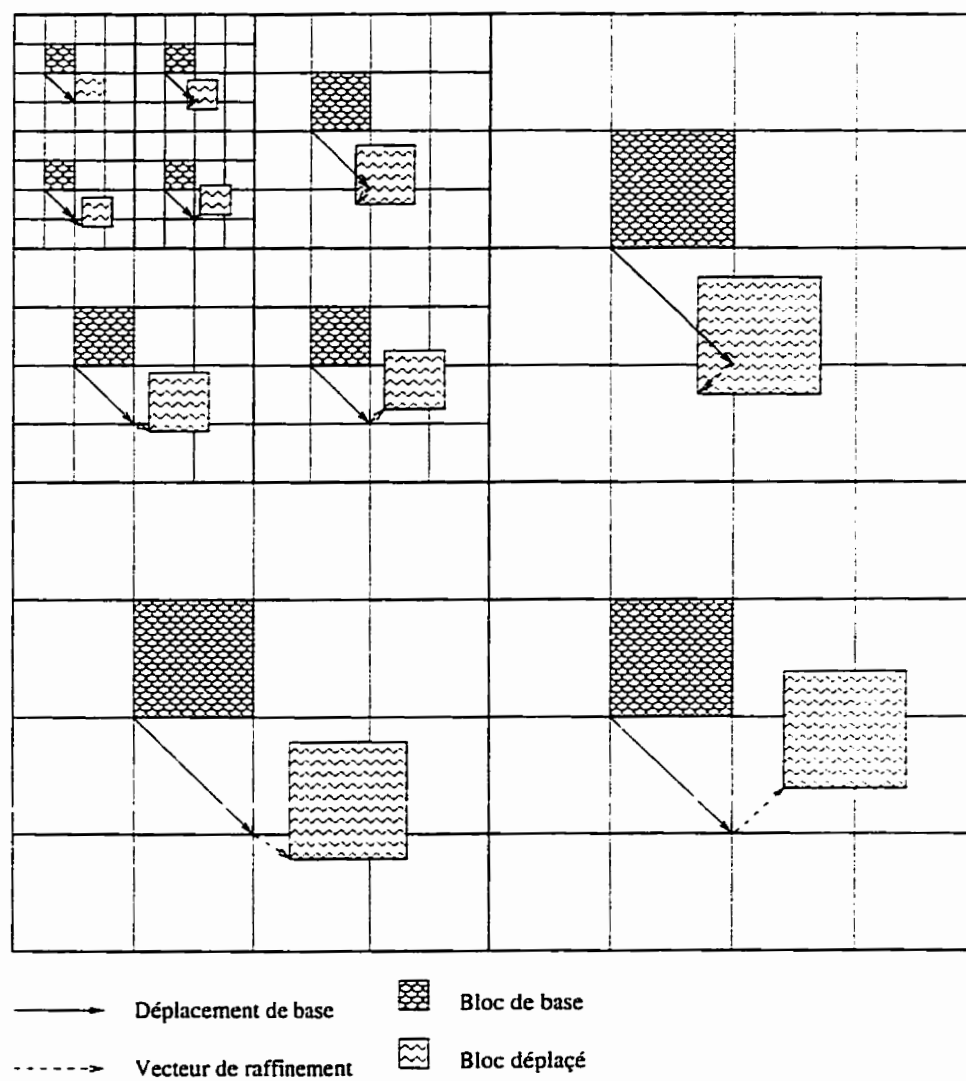 Déplacement de base
Bloc de base
Vecteur de raffinement
Bloc déplaçé